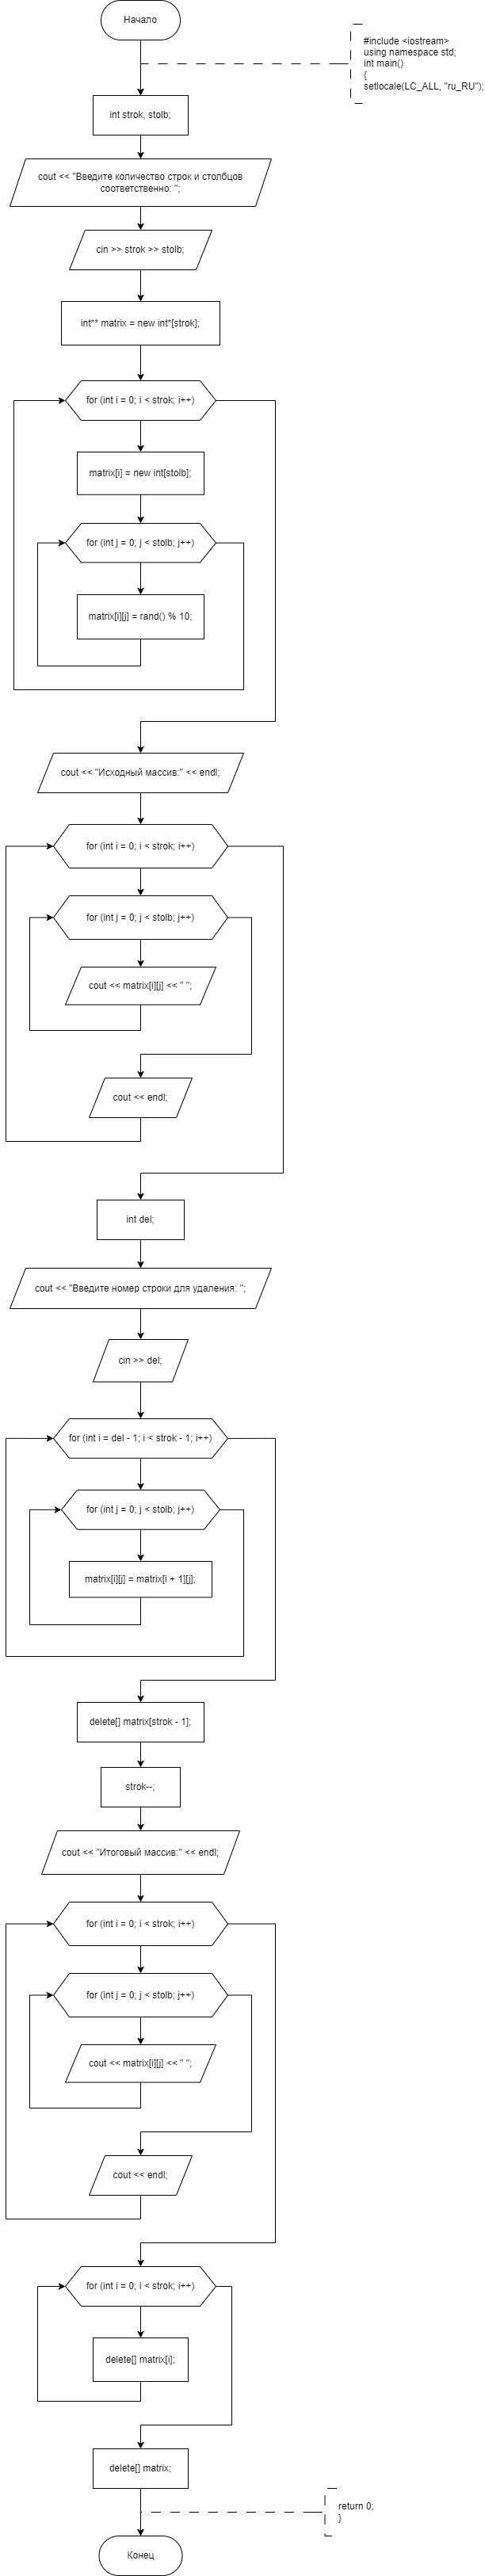 Начало
#include <iostream>
using namespace std;
int main()
{
setlocale(LC_ALL, "ru_RU");
int strok, stolb;
cout << "Введите количество строк и столбцов
соответственно: ";
cin >> strok >> stolb;
int** matrix = new int*[strok];
for (int i = 0; i < strok; i++)
matrix[i] = new int[stolb];
for (int j = 0; j < stolb; j++)
matrix[i][j] = rand() % 10;
cout << "Исходный массив:" << endl;
for (int i = 0; i < strok; i++)
for (int j = 0; j < stolb; j++)
cout << matrix[i][j] << " ";
cout << endl;
int del;
cout << "Введите номер строки для удаления: ";
cin >> del;
for (int i = del - 1; i < strok - 1; i++)
for (int j = 0; j < stolb; j++)
matrix[i][j] = matrix[i + 1][j];
delete[] matrix[strok - 1];
strok--;
cout << "Итоговый массив:" << endl;
for (int i = 0; i < strok; i++)
for (int j = 0; j < stolb; j++)
cout << matrix[i][j] << " ";
cout << endl;
for (int i = 0; i < strok; i++)
delete[] matrix[i];
delete[] matrix;
return 0;
}
Конец